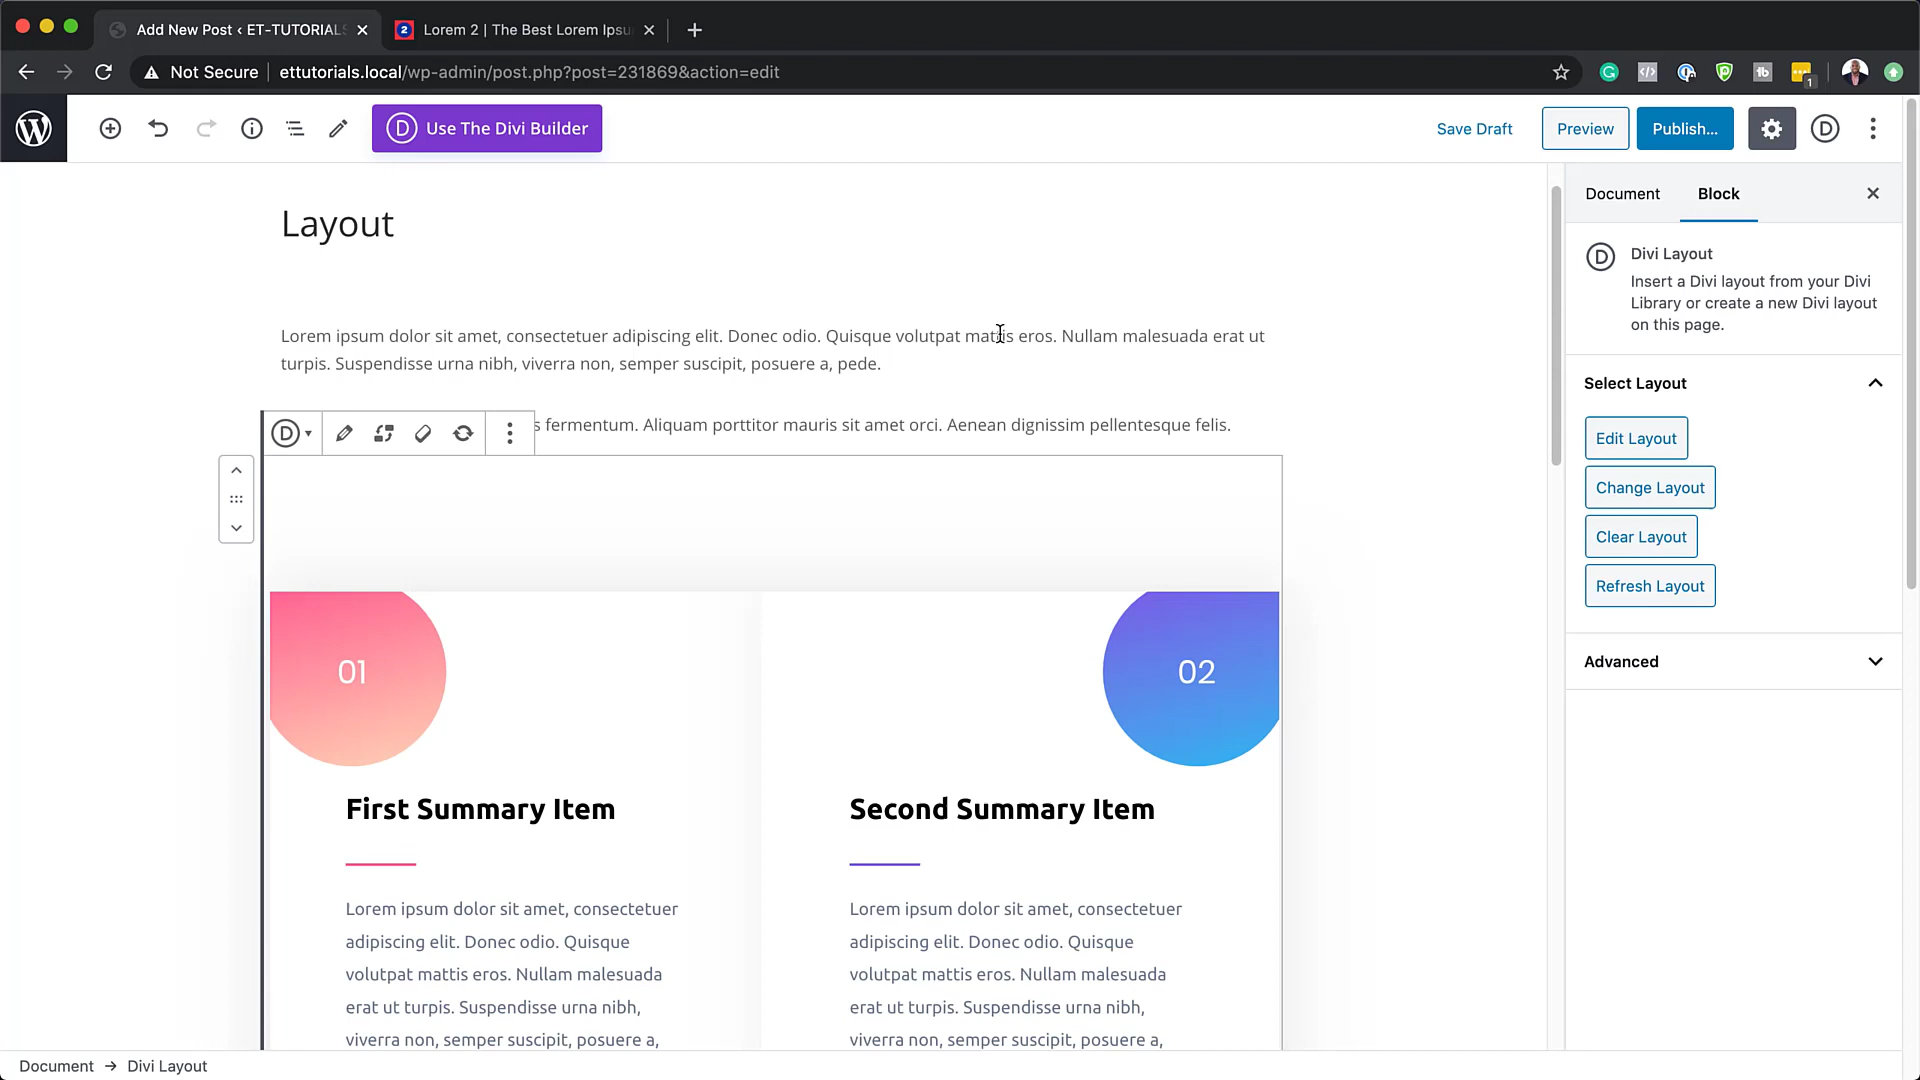 Add New Post ‹ ET-TUTORIALS
Lorem 2 | The Best Lorem Ipsu
Not Secure
ettutorials.local/wp-admin/post.php?post=231869&action=edit
1
Use The Divi Builder
Save Draft
Preview
Publish...
Layout
Lorem ipsum dolor sit amet, consectetuer adipiscing elit. Donec odio. Quisque volutpat mattis eros. Nullam malesuada erat ut
turpis. Suspendisse urna nibh, viverra non, semper suscipit, posuere a, pede.
s fermentum. Aliquam porttitor mauris sit amet orci. Aenean dignissim pellentesque felis.
01
02
First Summary Item
Second Summary Item
Lorem ipsum dolor sit amet, consectetuer
adipiscing elit. Donec odio. Quisque
volutpat mattis eros. Nullam malesuada
erat ut turpis. Suspendisse urna nibh,
viverra non, semper suscipit, posuere a,
Lorem ipsum dolor sit amet, consectetuer
adipiscing elit. Donec odio. Quisque
volutpat mattis eros. Nullam malesuada
erat ut turpis. Suspendisse urna nibh,
viverra non, semper suscipit, posuere a,
Document
Block
Divi Layout
Insert a Divi layout from your Divi
Library or create a new Divi layout
on this page.
Select Layout
Edit Layout
Change Layout
Clear Layout
Refresh Layout
Advanced
Document → Divi Layout